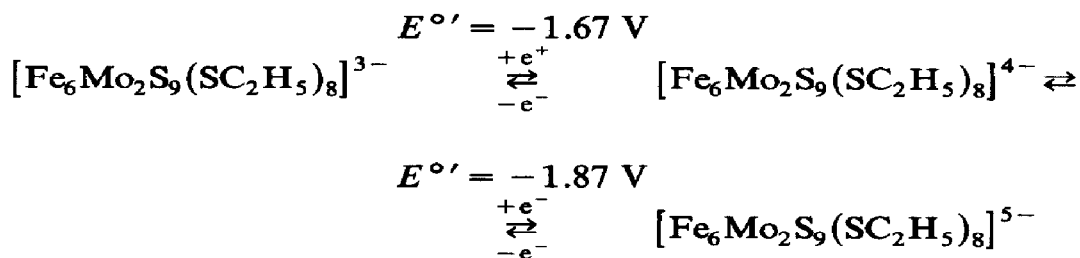 E°′ = −1.67 V
+e⁺
[Fe₆Mo₂S₉(SC₂H₅)₈]³⁻ ⇄ [Fe₆Mo₂S₉(SC₂H₅)₈]⁴⁻ ⇄
−e⁻
E°′ = −1.87 V
+e⁻
⇄ [Fe₆Mo₂S₉(SC₂H₅)₈]⁵⁻
−e⁻